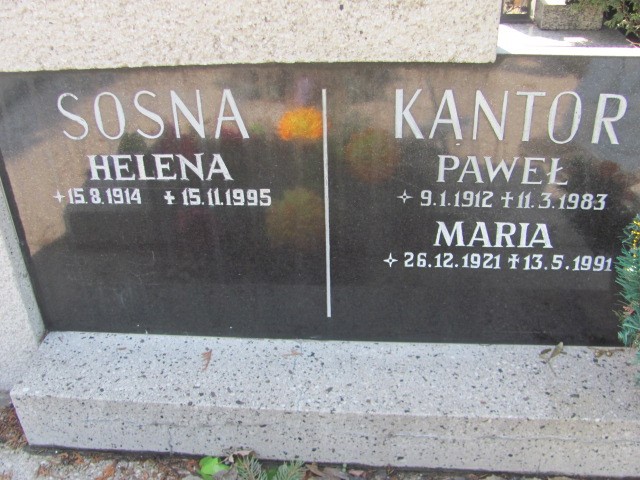 SOSNA
HELENA
+15.8.1914 +15.11.1995
KANTOR
PAWEŁ
✧ 9.1.1912 ✝ 11.3.1983
MARIA
✧ 26.12.1921 ✝ 13.5.1991